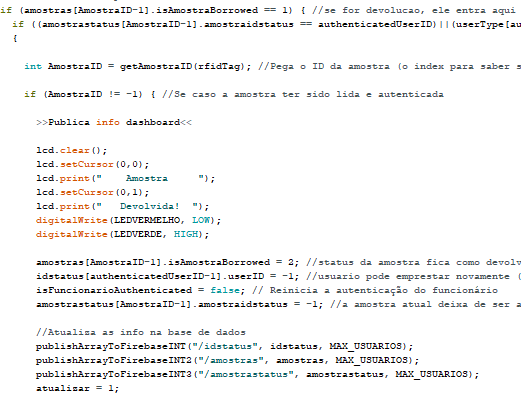 if (amostras[AmostraID-1].isAmostraBorrowed == 1) { //se for devolucao, ele entra aqui
if ((amostrastatus[AmostraID-1].amostraidstatus == authenticatedUserID)||(userType[au
{
int AmostraID = getAmostraID(rfidTag); //Pega o ID da amostra (o index para saber s
if (AmostraID != -1) { //Se caso a amostra ter sido lida e autenticada
>>Publica info dashboard<<
lcd.clear();
lcd.setCursor(0,0);
lcd.print("    Amostra     ");
lcd.setCursor(0,1);
lcd.print("   Devolvida!  ");
digitalWrite(LEDVERMELHO, LOW);
digitalWrite(LEDVERDE, HIGH);
amostras[AmostraID-1].isAmostraBorrowed = 2; //status da amostra fica como devolv
idstatus[authenticatedUserID-1].userID = -1; //usuario pode emprestar novamente (
isFuncionarioAuthenticated = false; // Reinicia a autenticação do funcionário
amostrastatus[AmostraID-1].amostraidstatus = -1; //a amostra atual deixa de ser a
//Atualiza as info na base de dados
publishArrayToFirebaseINT("/idstatus", idstatus, MAX_USUARIOS);
publishArrayToFirebaseINT2("/amostras", amostras, MAX_USUARIOS);
publishArrayToFirebaseINT3("/amostrastatus", amostrastatus, MAX_USUARIOS);
atualizar = 1;